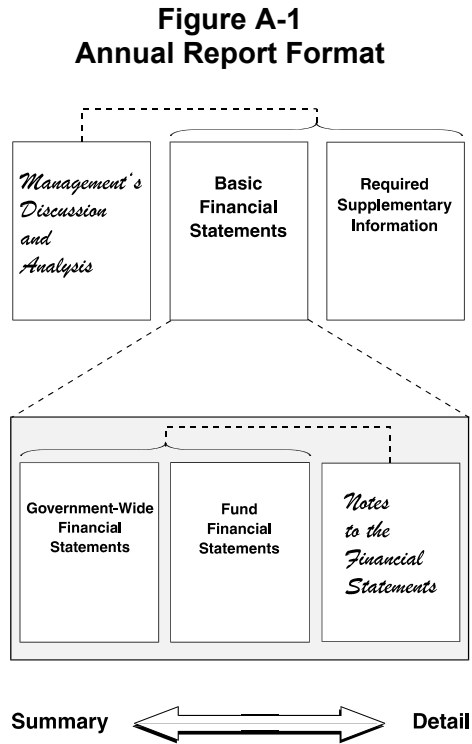 Figure A-1
Annual Report Format
Management's
Discussion
and
Analysis
Basic
Financial
Statements
Required
Supplementary
Information
Government-Wide
Financial
Statements
Fund
Financial
Statements
Notes
to the
Financial
Statements
Summary
Detail